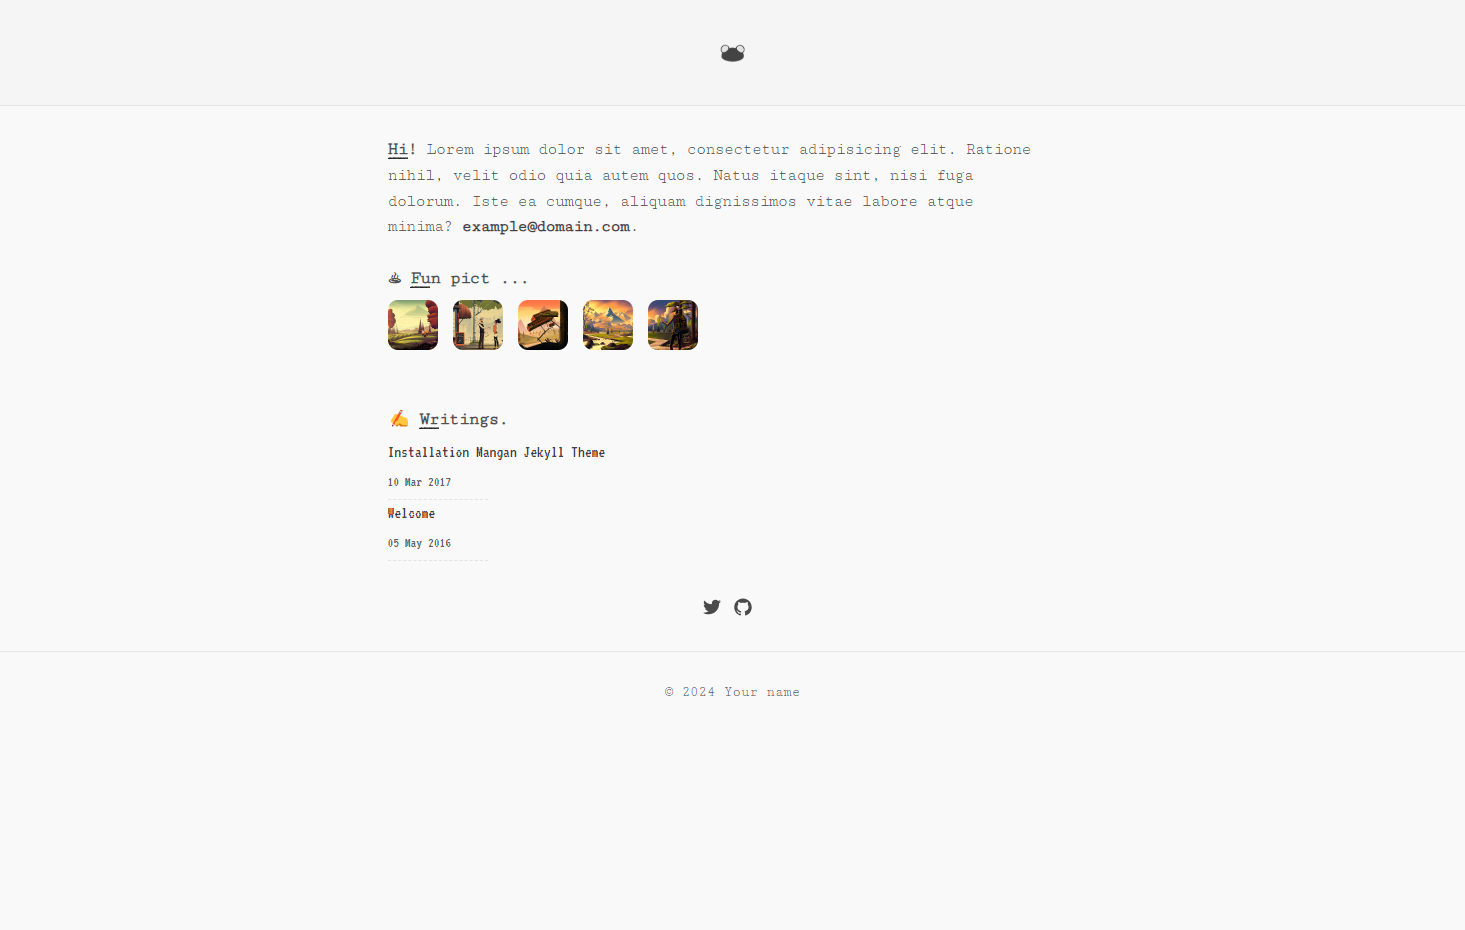 Hi! Lorem ipsum dolor sit amet, consectetur adipisicing elit. Ratione
nihil, velit odio quia autem quos. Natus itaque sint, nisi fuga
dolorum. Iste ea cumque, aliquam dignissimos vitae labore atque
minima? example@domain.com.
♨ Fun pict ...
✍ Writings.
Installation Mangan Jekyll Theme
10 Mar 2017
Welcome
05 May 2016
© 2024 Your name